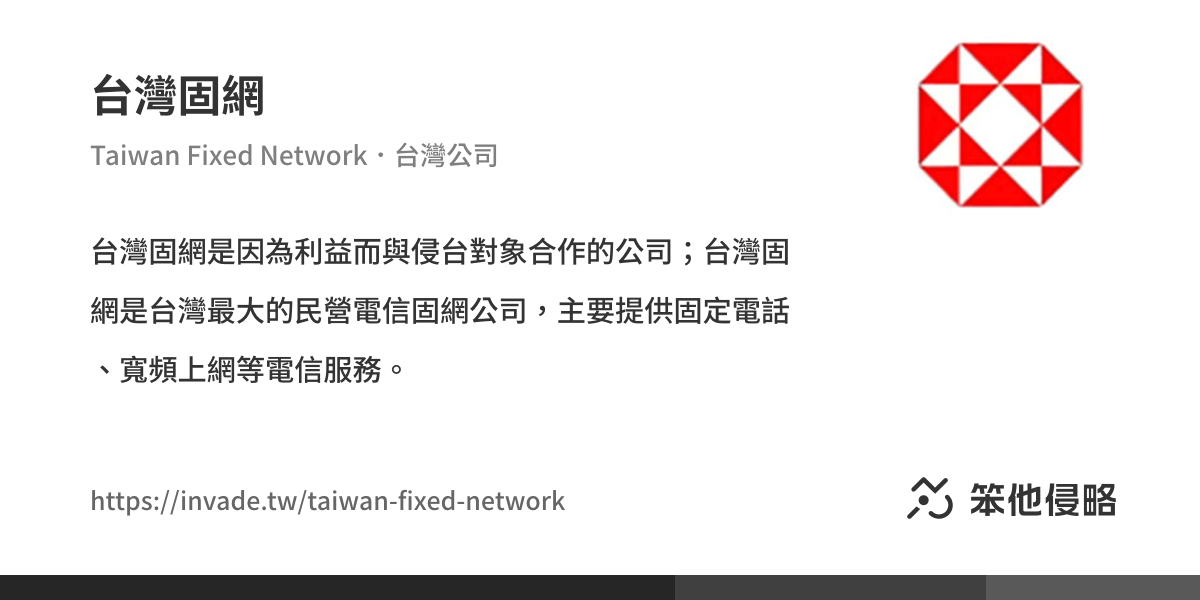 台灣固網
Taiwan Fixed Network・台灣公司
台灣固網是因為利益而與侵台對象合作的公司；台灣固
網是台灣最大的民營電信固網公司，主要提供固定電話
、寬頻上網等電信服務。
https://invade.tw/taiwan-fixed-network
笨他侵略